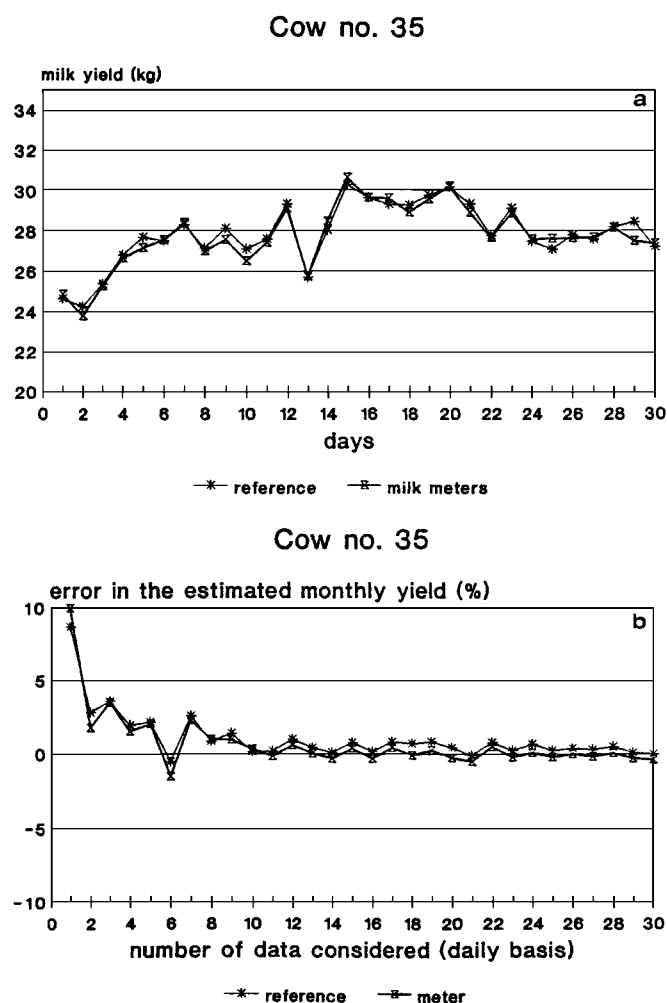 Cow no. 35
milk yield (kg)
a
34
32
30
28
26
24
22
20
0 2 4 6 8 10 12 14 16 18 20 22 24 26 28 30
days
reference milk meters
Cow no. 35
error in the estimated monthly yield (%)
b
10
5
0
-5
-10
0 2 4 6 8 10 12 14 16 18 20 22 24 26 28 30
number of data considered (daily basis)
reference meter